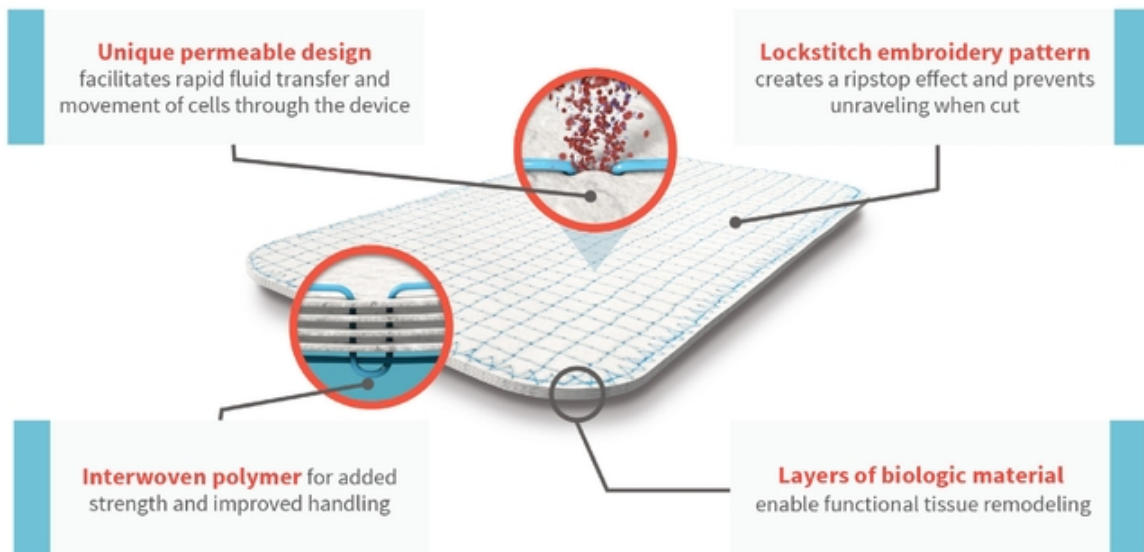 Unique permeable design
facilitates rapid fluid transfer and
movement of cells through the device
Lockstitch embroidery pattern
creates a ripstop effect and prevents
unraveling when cut
Interwoven polymer for added
strength and improved handling
Layers of biologic material
enable functional tissue remodeling